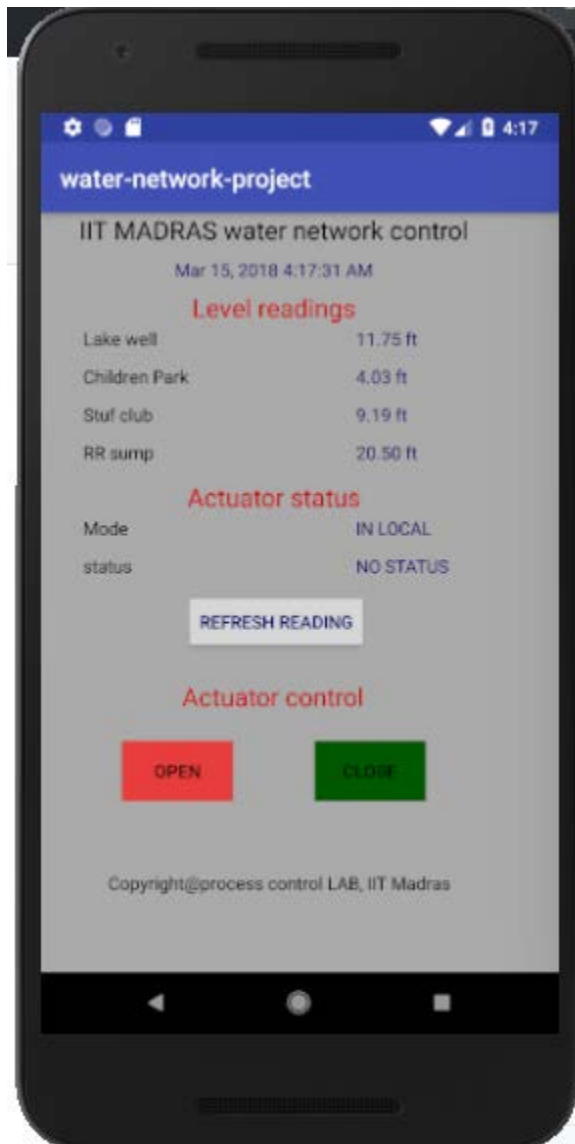 4:17
water-network-project
IIT MADRAS water network control
Mar 15, 2018 4:17:31 AM
Level readings
Lake well 11.75 ft
Children Park 4.03 ft
Stuf club 9.19 ft
RR sump 20.50 ft
Actuator status
Mode IN LOCAL
status NO STATUS
REFRESH READING
Actuator control
OPEN CLOSE
Copyright@process control LAB, IIT Madras